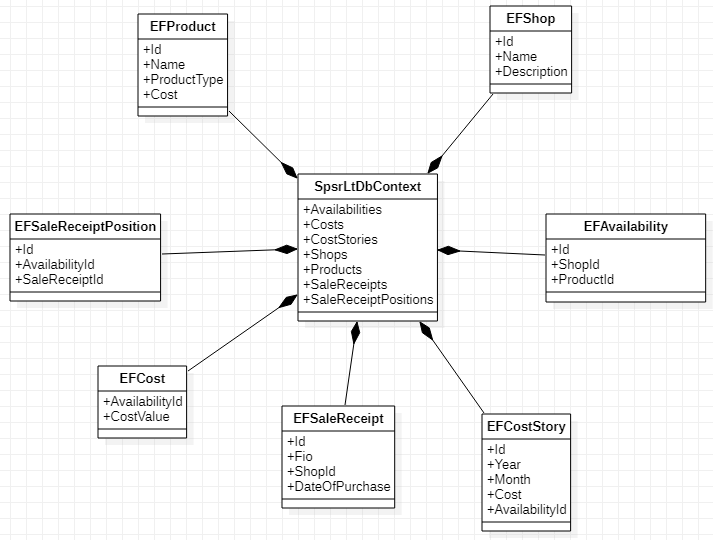 EFProduct
+Id
+Name
+ProductType
+Cost
EFShop
+Id
+Name
+Description
SpsrLtDbContext
+Availabilities
+Costs
+CostStories
+Shops
+Products
+SaleReceipts
+SaleReceiptPositions
EFSaleReceiptPosition
+Id
+AvailabilityId
+SaleReceiptId
EFAvailability
+Id
+ShopId
+ProductId
EFCost
+AvailabilityId
+CostValue
EFSaleReceipt
+Id
+Fio
+ShopId
+DateOfPurchase
EFCostStory
+Id
+Year
+Month
+Cost
+AvailabilityId